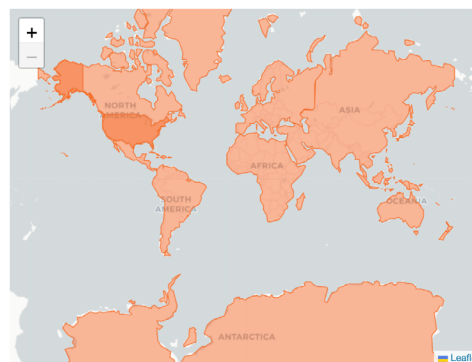 +
−
NORTH
AMERICA
ASIA
AFRICA
SOUTH
AMERICA
OCEANIA
ANTARCTICA
Leafl